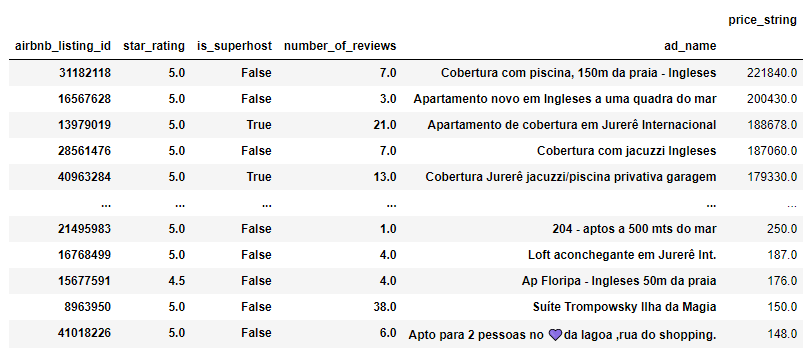 price_string
airbnb_listing_id star_rating is_superhost number_of_reviews ad_name
31182118 5.0 False 7.0 Cobertura com piscina, 150m da praia - Ingleses 221840.0
16567628 5.0 False 3.0 Apartamento novo em Ingleses a uma quadra do mar 200430.0
13979019 5.0 True 21.0 Apartamento de cobertura em Jurerê Internacional 188678.0
28561476 5.0 False 7.0 Cobertura com jacuzzi Ingleses 187060.0
40963284 5.0 True 13.0 Cobertura Jurerê jacuzzi/piscina privativa garagem 179330.0
... ... ... ... ... ...
21495983 5.0 False 1.0 204 - aptos a 500 mts do mar 250.0
16768499 5.0 False 4.0 Loft aconchegante em Jurerê Int. 187.0
15677591 4.5 False 4.0 Ap Floripa - Ingleses 50m da praia 176.0
8963950 5.0 False 38.0 Suíte Trompowsky Ilha da Magia 150.0
41018226 5.0 False 6.0 Apto para 2 pessoas no 💜da lagoa ,rua do shopping. 148.0